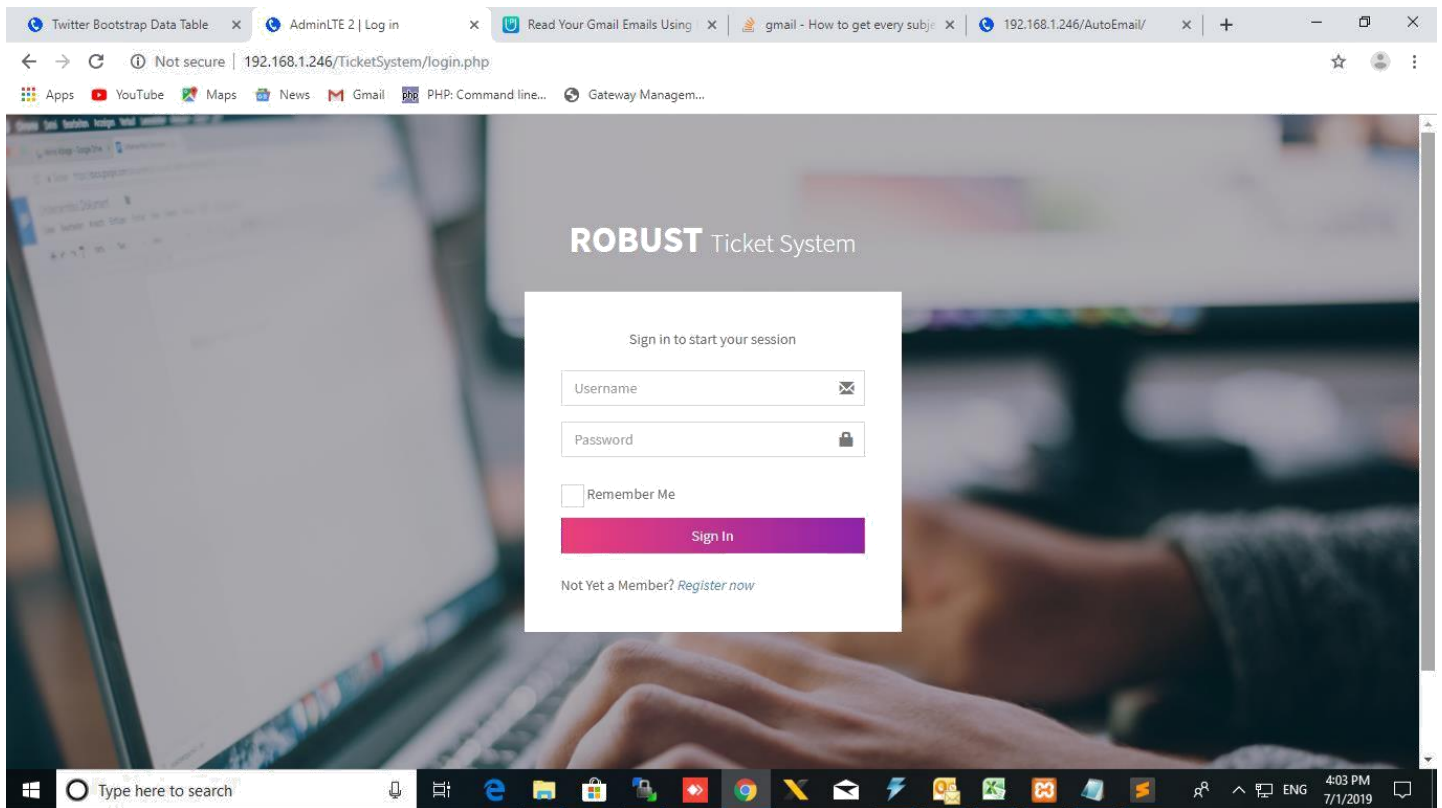 Twitter Bootstrap Data Table
AdminLTE 2 | Log in
Read Your Gmail Emails Using
gmail - How to get every subje
192.168.1.246/AutoEmail/
Not secure | 192.168.1.246/TicketSystem/login.php
Apps YouTube Maps News Gmail php PHP: Command line... Gateway Managem...
ROBUST Ticket System
Sign in to start your session
Username
Password
Remember Me
Sign In
Not Yet a Member? Register now
Type here to search
ENG
4:03 PM
7/1/2019